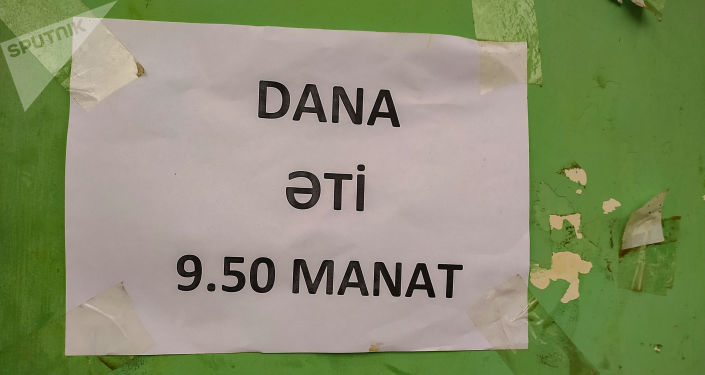 SPUTNIK
DANA
ƏTİ
9.50 MANAT